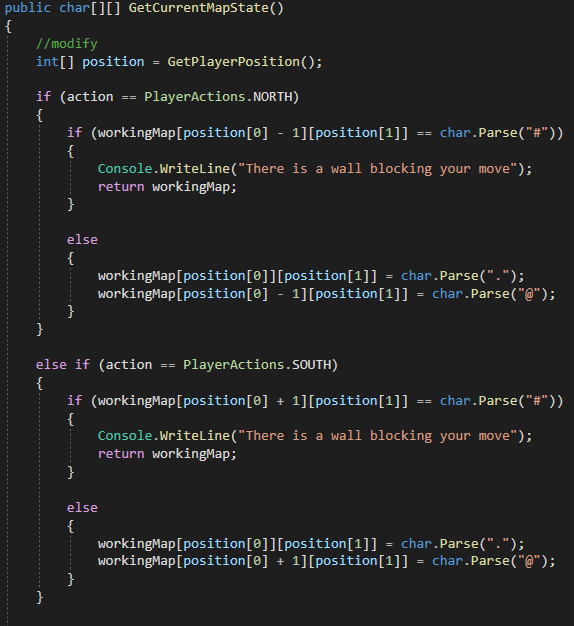 public char[][] GetCurrentMapState()
{
//modify
int[] position = GetPlayerPosition();
if (action == PlayerActions.NORTH)
{
if (workingMap[position[0] - 1][position[1]] == char.Parse("#"))
{
Console.WriteLine("There is a wall blocking your move");
return workingMap;
}
else
{
workingMap[position[0]][position[1]] = char.Parse(".");
workingMap[position[0] - 1][position[1]] = char.Parse("@");
}
}
else if (action == PlayerActions.SOUTH)
{
if (workingMap[position[0] + 1][position[1]] == char.Parse("#"))
{
Console.WriteLine("There is a wall blocking your move");
return workingMap;
}
else
{
workingMap[position[0]][position[1]] = char.Parse(".");
workingMap[position[0] + 1][position[1]] = char.Parse("@");
}
}